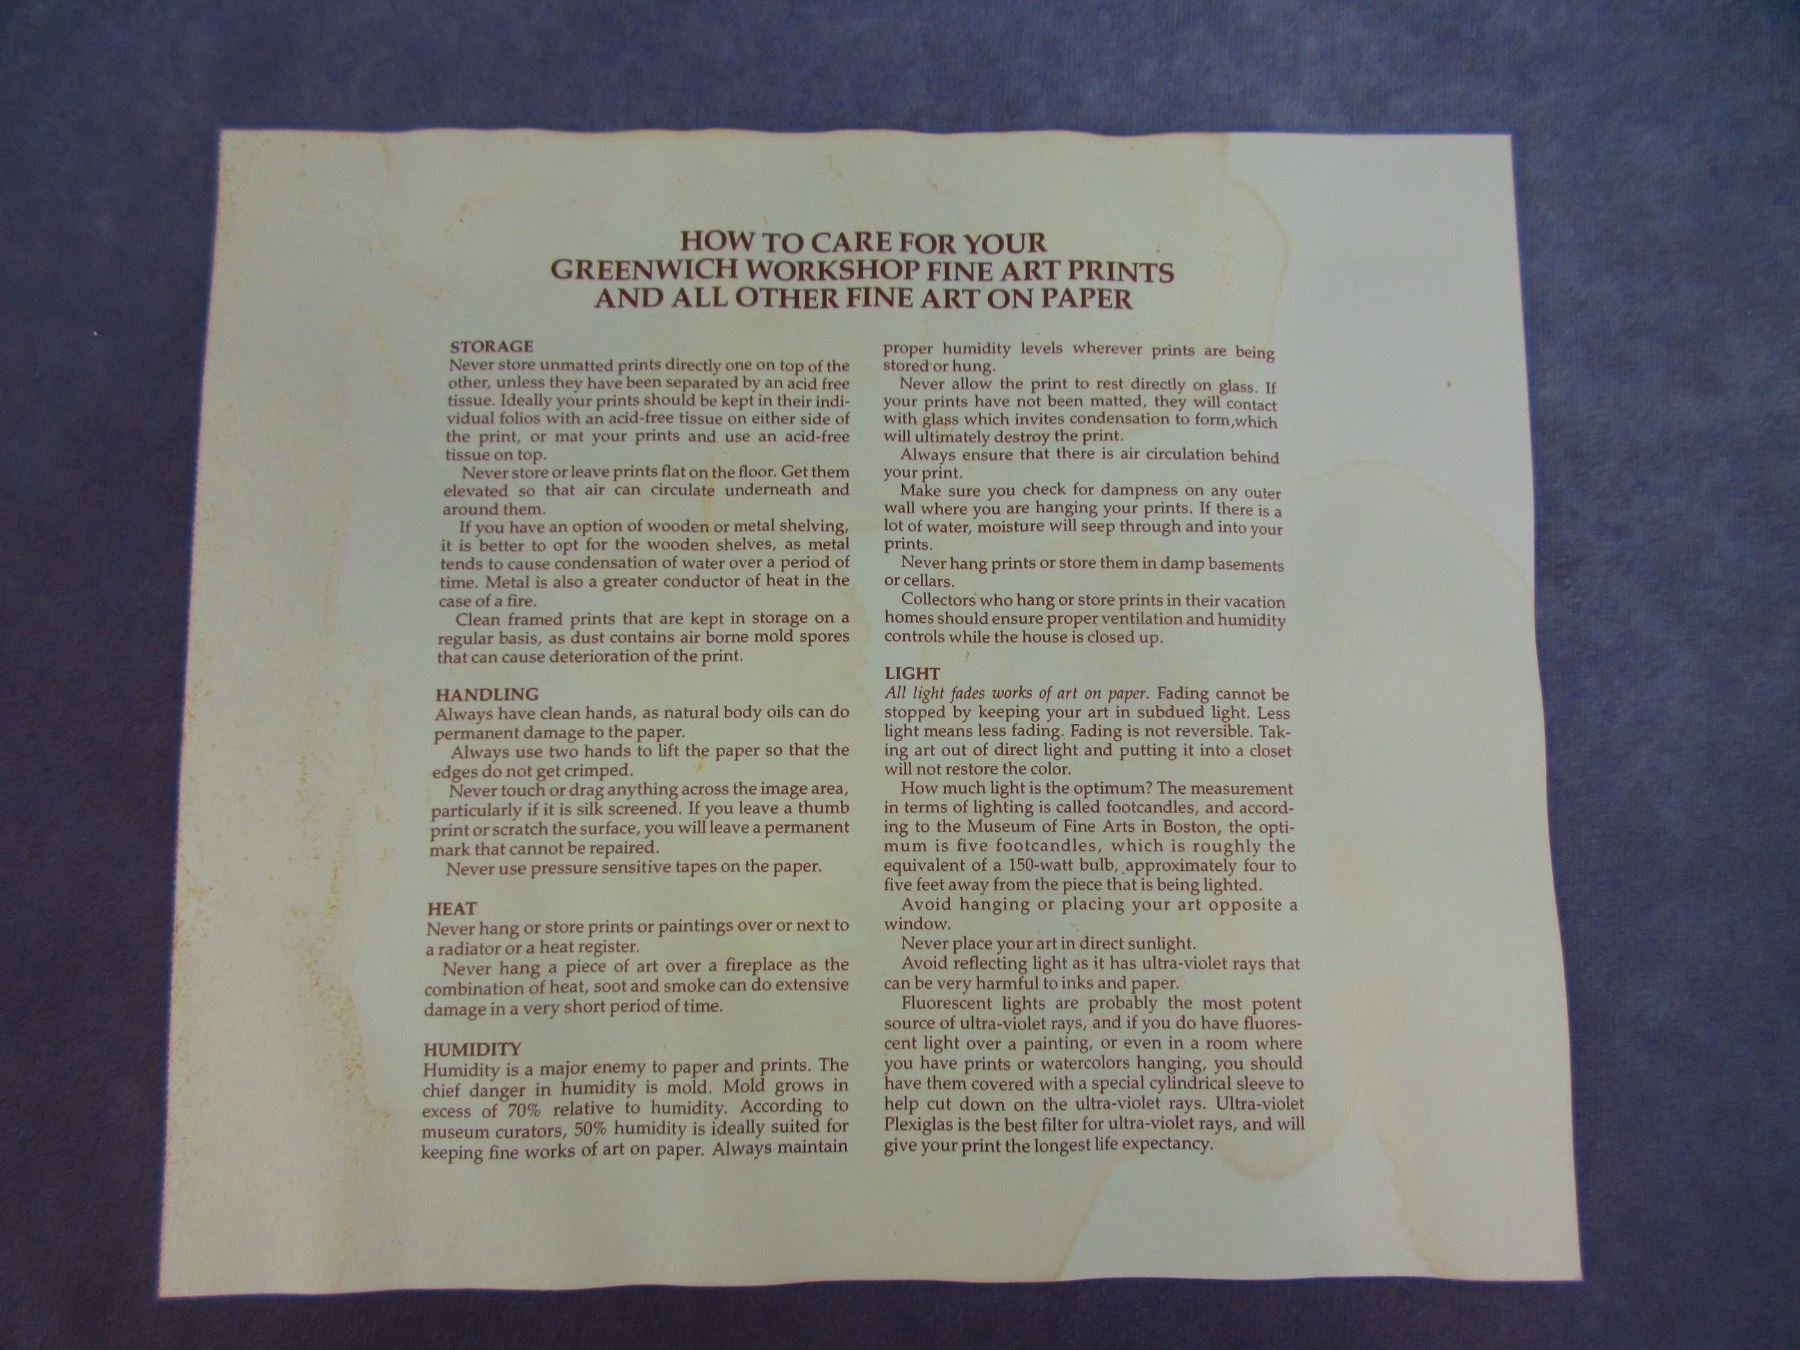 HOW TO CARE FOR YOUR
GREENWICH WORKSHOP FINE ART PRINTS
AND ALL OTHER FINE ART ON PAPER
STORAGE
Never store unmatted prints directly one on top of the
other, unless they have been separated by an acid free
tissue. Ideally your prints should be kept in their indi-
vidual folios with an acid-free tissue on either side of
the print, or mat your prints and use an acid-free
tissue on top.
Never store or leave prints flat on the floor. Get them
elevated so that air can circulate underneath and
around them.
If you have an option of wooden or metal shelving,
it is better to opt for the wooden shelves, as metal
tends to cause condensation of water over a period of
time. Metal is also a greater conductor of heat in the
case of a fire.
Clean framed prints that are kept in storage on a
regular basis, as dust contains air borne mold spores
that can cause deterioration of the print.
HANDLING
Always have clean hands, as natural body oils can do
permanent damage to the paper.
Always use two hands to lift the paper so that the
edges do not get crimped.
Never touch or drag anything across the image area,
particularly if it is silk screened. If you leave a thumb
print or scratch the surface, you will leave a permanent
mark that cannot be repaired.
Never use pressure sensitive tapes on the paper.
HEAT
Never hang or store prints or paintings over or next to
a radiator or a heat register.
Never hang a piece of art over a fireplace as the
combination of heat, soot and smoke can do extensive
damage in a very short period of time.
HUMIDITY
Humidity is a major enemy to paper and prints. The
chief danger in humidity is mold. Mold grows in
excess of 70% relative to humidity. According to
museum curators, 50% humidity is ideally suited for
keeping fine works of art on paper. Always maintain
proper humidity levels wherever prints are being
stored or hung.
Never allow the print to rest directly on glass. If
your prints have not been matted, they will contact
with glass which invites condensation to form,which
will ultimately destroy the print.
Always ensure that there is air circulation behind
your print.
Make sure you check for dampness on any outer
wall where you are hanging your prints. If there is a
lot of water, moisture will seep through and into your
prints.
Never hang prints or store them in damp basements
or cellars.
Collectors who hang or store prints in their vacation
homes should ensure proper ventilation and humidity
controls while the house is closed up.
LIGHT
All light fades works of art on paper. Fading cannot be
stopped by keeping your art in subdued light. Less
light means less fading. Fading is not reversible. Tak-
ing art out of direct light and putting it into a closet
will not restore the color.
How much light is the optimum? The measurement
in terms of lighting is called footcandles, and accord-
ing to the Museum of Fine Arts in Boston, the opti-
mum is five footcandles, which is roughly the
equivalent of a 150-watt bulb, approximately four to
five feet away from the piece that is being lighted.
Avoid hanging or placing your art opposite a
window.
Never place your art in direct sunlight.
Avoid reflecting light as it has ultra-violet rays that
can be very harmful to inks and paper.
Fluorescent lights are probably the most potent
source of ultra-violet rays, and if you do have fluores-
cent light over a painting, or even in a room where
you have prints or watercolors hanging, you should
have them covered with a special cylindrical sleeve to
help cut down on the ultra-violet rays. Ultra-violet
Plexiglas is the best filter for ultra-violet rays, and will
give your print the longest life expectancy.